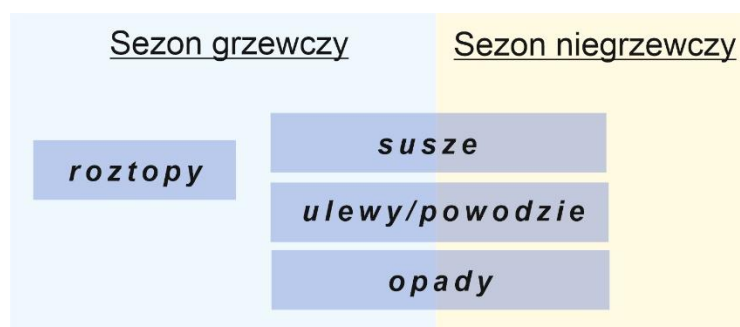 Sezon grzewczy
Sezon niegrzewczy
roztopy
susze
ulewy/powodzie
opady